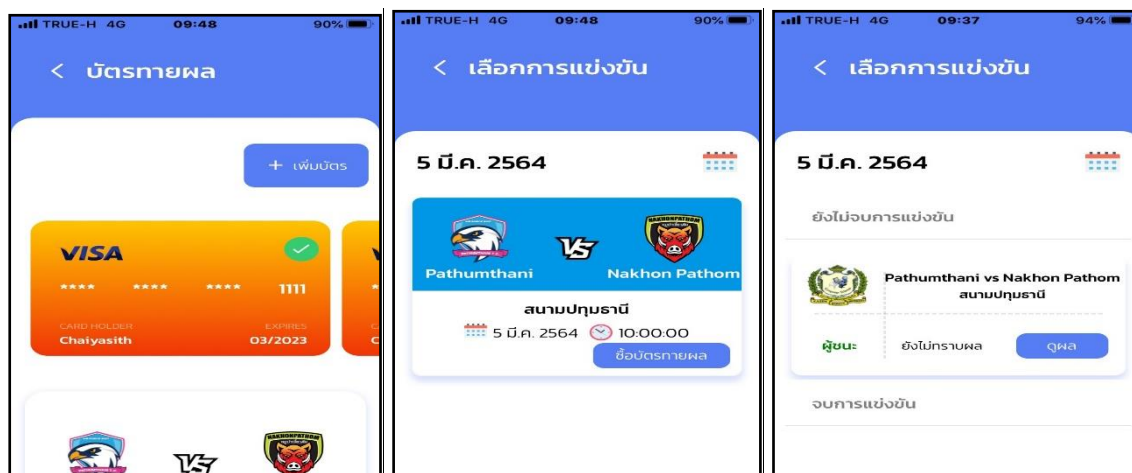 TRUE-H 4G 09:48 90%
< บัตรทายผล
+ เพิ่มบัตร
VISA
**** **** **** 1111
CARD HOLDER EXPIRES
Chaiyasith 03/2023
VS
TRUE-H 4G 09:48 90%
< เลือกการแข่งขัน
5 มี.ค. 2564
NAKHONPATHOM
VS
Pathumthani Nakhon Pathom
สนามปทุมธานี
5 มี.ค. 2564 10:00:00
ซื้อบัตรทายผล
TRUE-H 4G 09:37 94%
< เลือกการแข่งขัน
5 มี.ค. 2564
ยังไม่จบการแข่งขัน
Pathumthani vs Nakhon Pathom
สนามปทุมธานี
ผู้ชนะ: ยังไม่ทราบผล ดูผล
จบการแข่งขัน